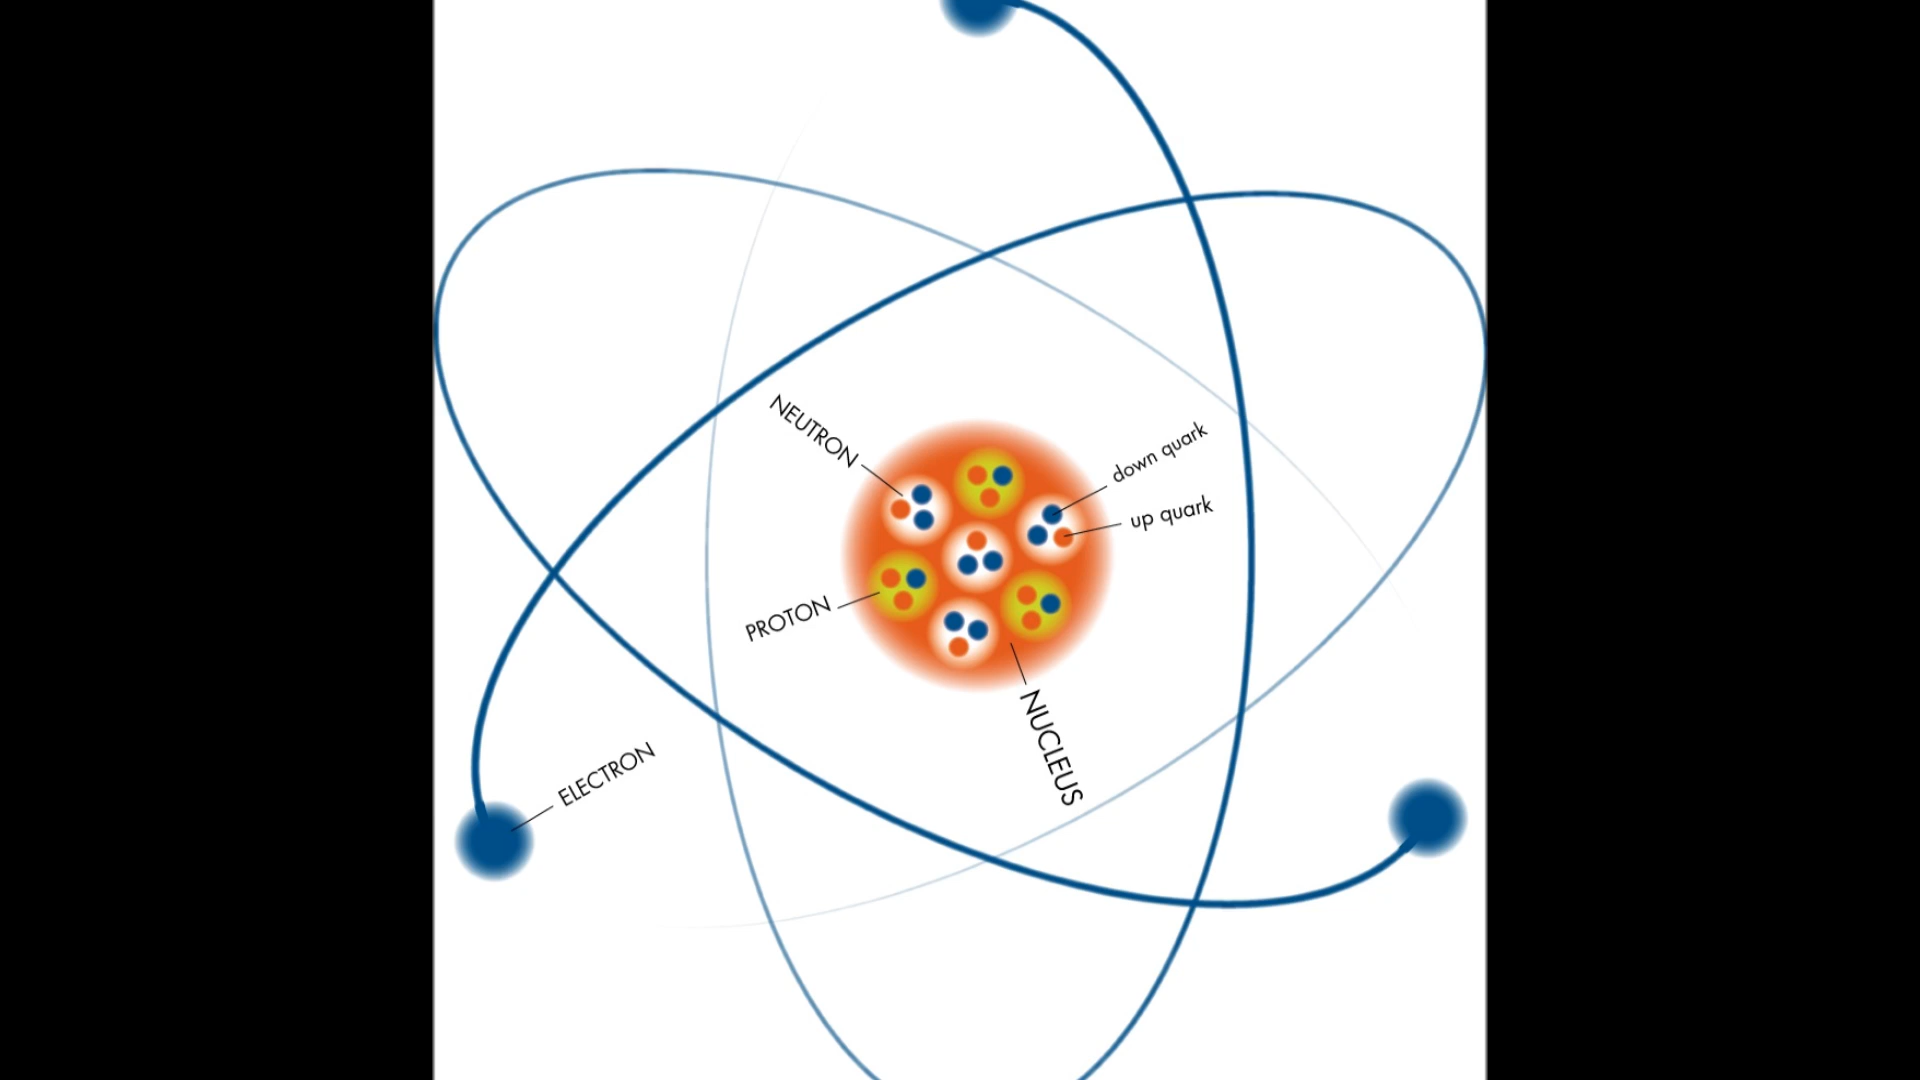 NEUTRON
down quark
up quark
PROTON
NUCLEUS
ELECTRON